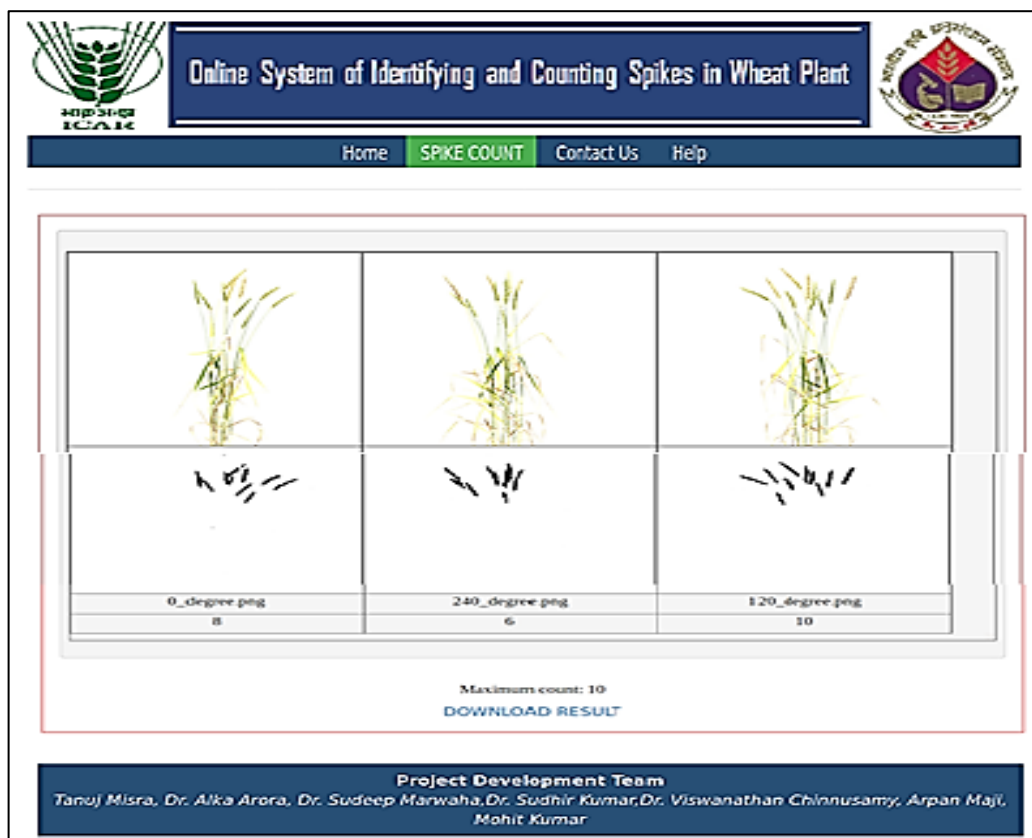 Online System of Identifying and Counting Spikes in Wheat Plant
ICAR
Home SPIKE COUNT Contact Us Help
0_degree.png 240_degree.png 120_degree.png
8 6 10
Maximum count: 10
DOWNLOAD RESULT
Project Development Team
Tanuj Misra, Dr. Alka Arora, Dr. Sudeep Marwaha,Dr. Sudhir Kumar,Dr. Viswanathan Chinnusamy, Arpan Maji,
Mohit Kumar